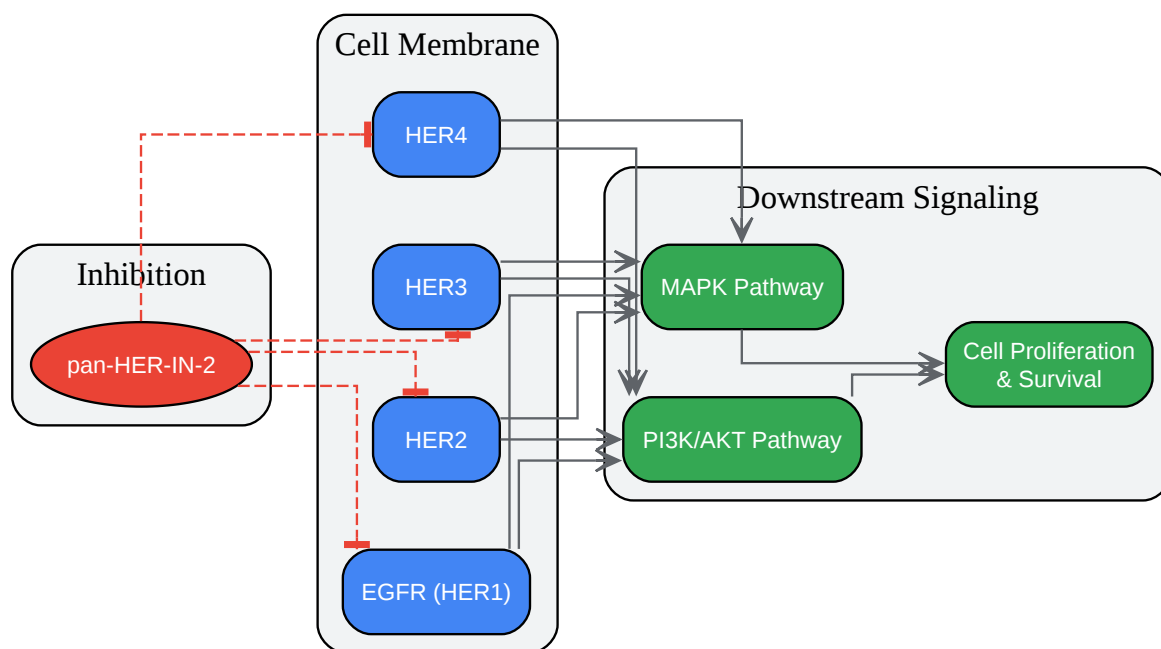 Cell Membrane
HER4
Downstream Signaling
Inhibition
HER3
MAPK Pathway
pan-HER-IN-2
Cell Proliferation
& Survival
HER2
PI3K/AKT Pathway
EGFR (HER1)